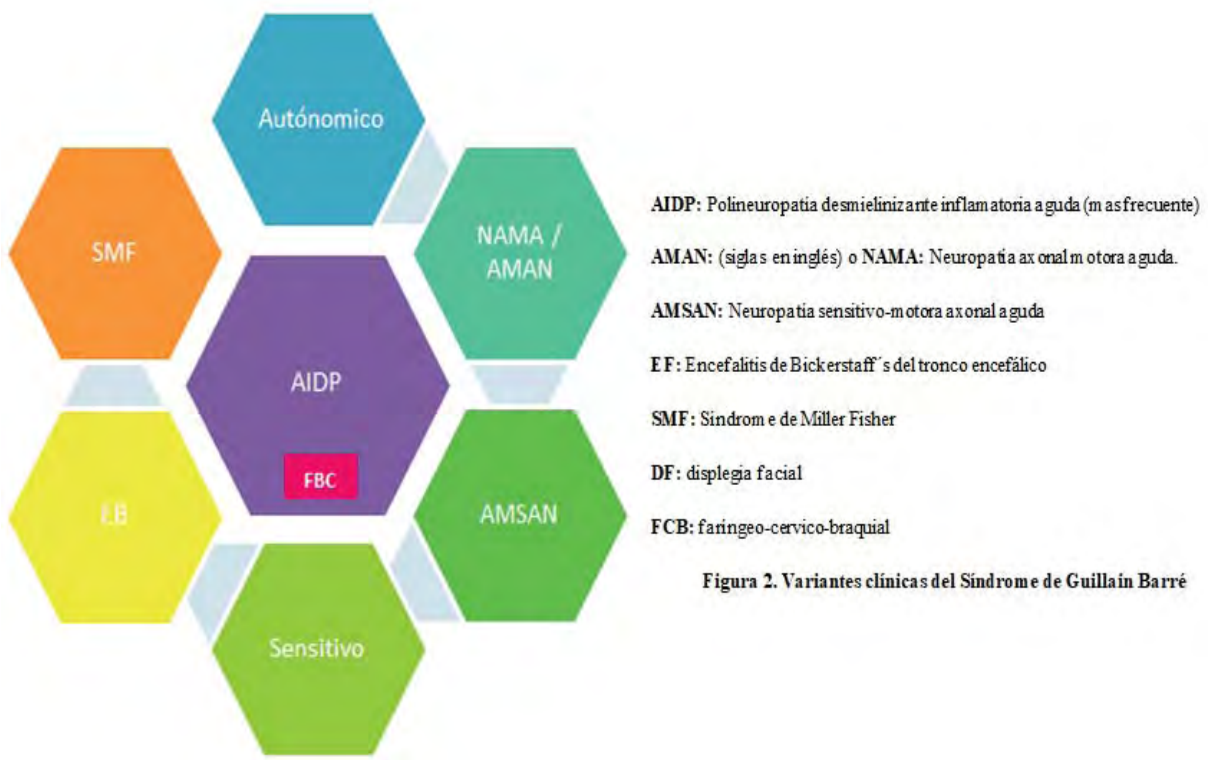 Autónomico
SMF
NAMA /
AMAN
AIDP
FBC
EB
AMSAN
Sensitivo
AIDP: Polineuropatía desmielinizante inflamatoria aguda (mas frecuente)
AMAN: (siglas en inglés) o NAMA: Neuropatía axonal motora aguda.
AMSAN: Neuropatía sensitivo-motora axonal aguda
EF: Encefalitis de Bickerstaff´s del tronco encefálico
SMF: Síndrome de Miller Fisher
DF: displegia facial
FCB: faríngeo-cervico-braquial
Figura 2. Variantes clínicas del Síndrome de Guillaín Barré